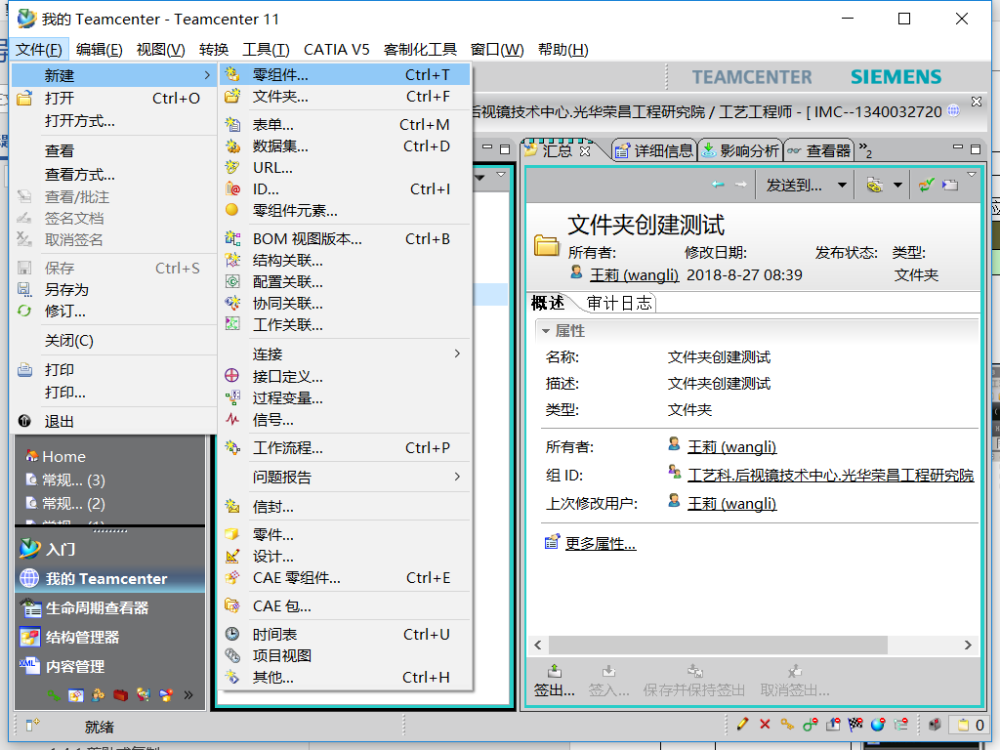 我的 Teamcenter - Teamcenter 11
文件(F) 编辑(E) 视图(V) 转换 工具(T) CATIA V5 客制化工具 窗口(W) 帮助(H)
新建
打开 Ctrl+O
打开方式...
查看
查看方式...
查看/批注
签名文档
取消签名
保存 Ctrl+S
另存为
修订...
关闭(C)
打印
打印...
退出
零组件... Ctrl+T
文件夹... Ctrl+F
表单... Ctrl+M
数据集... Ctrl+D
URL...
ID... Ctrl+I
零组件元素...
BOM 视图版本... Ctrl+B
结构关联...
配置关联...
协同关联...
工作关联...
连接
接口定义...
过程变量...
信号...
工作流程... Ctrl+P
问题报告
信封...
零件...
设计...
CAE 零组件... Ctrl+E
CAE 包...
时间表 Ctrl+U
项目视图
其他... Ctrl+H
TEAMCENTER SIEMENS
后视镜技术中心.光华荣昌工程研究院 / 工艺工程师 - [ IMC--1340032720
汇总 详细信息 影响分析 查看器 »2
发送到...
文件夹创建测试
所有者: 修改日期: 发布状态: 类型:
王莉 (wangli) 2018-8-27 08:39 文件夹
概述 审计日志
属性
名称: 文件夹创建测试
描述: 文件夹创建测试
类型: 文件夹
所有者: 王莉 (wangli)
组 ID: 工艺科.后视镜技术中心.光华荣昌工程研究院
上次修改用户: 王莉 (wangli)
更多属性...
签出... 签入... 保存并保持签出 取消签出...
Home
常规... (3)
常规... (2)
入门
我的 Teamcenter
生命周期查看器
结构管理器
XML 内容管理
就绪
0